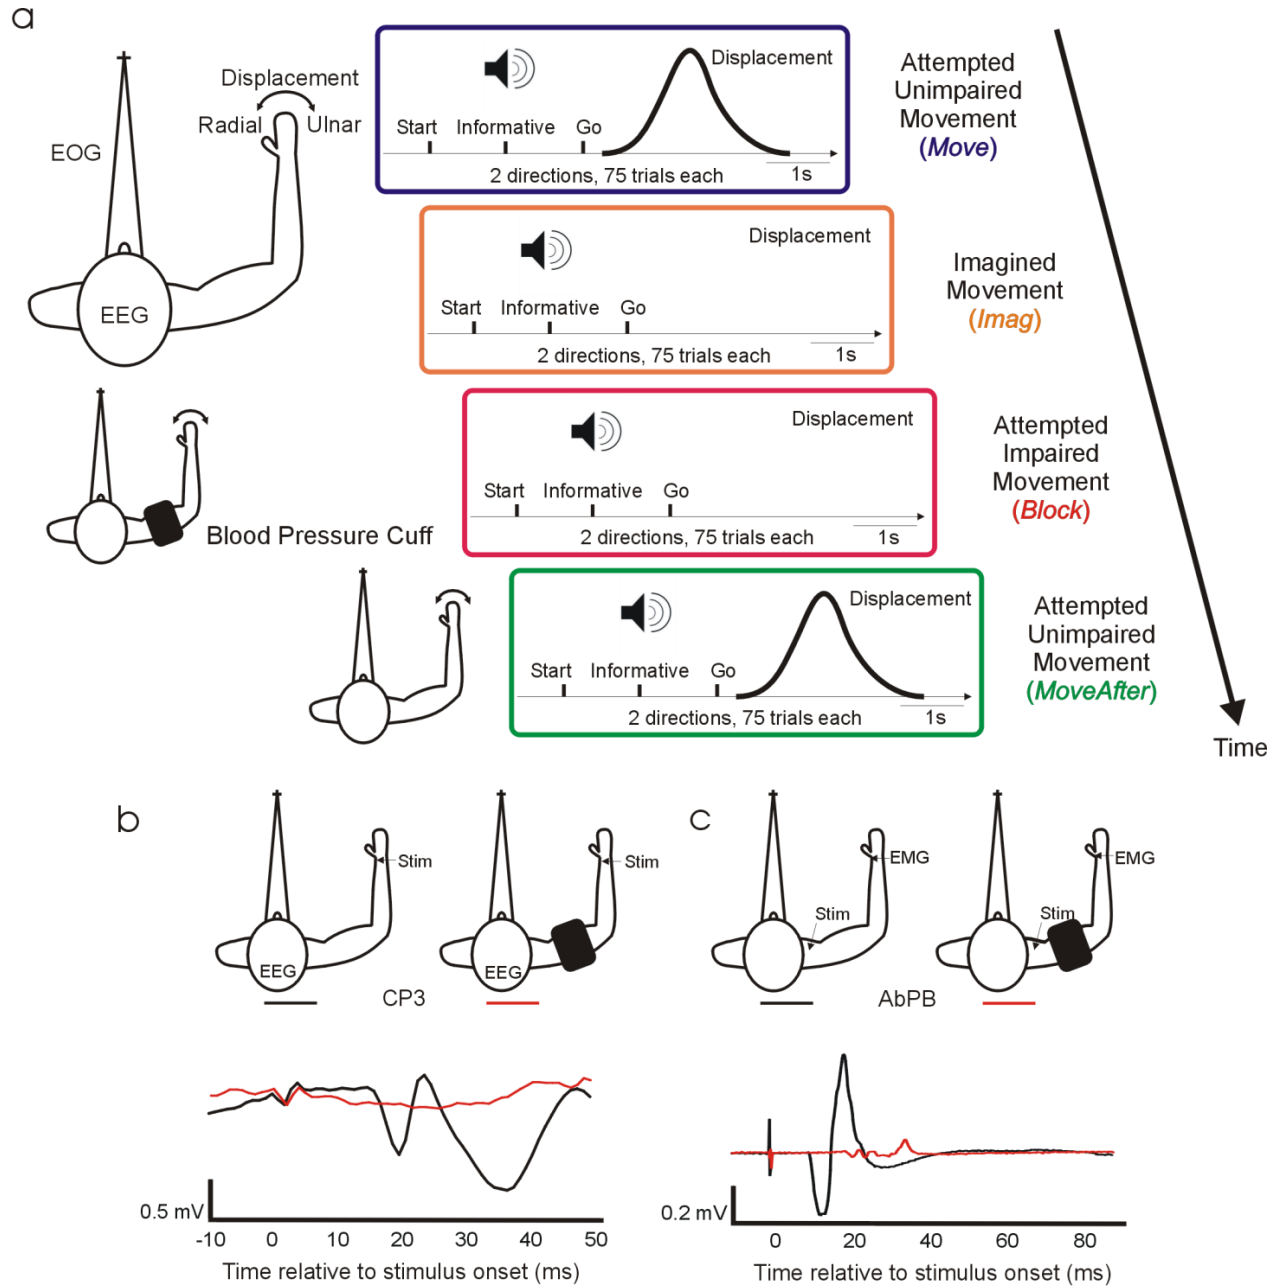 a
Displacement
Radial
Ulnar
EOG
EEG
Displacement
Start Informative Go
2 directions, 75 trials each
1s
Attempted
Unimpaired
Movement
(Move)
Displacement
Start Informative Go
2 directions, 75 trials each
1s
Imagined
Movement
(Imag)
Blood Pressure Cuff
Displacement
Start Informative Go
2 directions, 75 trials each
1s
Attempted
Impaired
Movement
(Block)
Displacement
Start Informative Go
2 directions, 75 trials each
1s
Attempted
Unimpaired
Movement
(MoveAfter)
Time
b
Stim
Stim
EEG
EEG
CP3
0.5 mV
-10 0 10 20 30 40 50
Time relative to stimulus onset (ms)
c
EMG
EMG
Stim
Stim
AbPB
0.2 mV
0 20 40 60 80
Time relative to stimulus onset (ms)